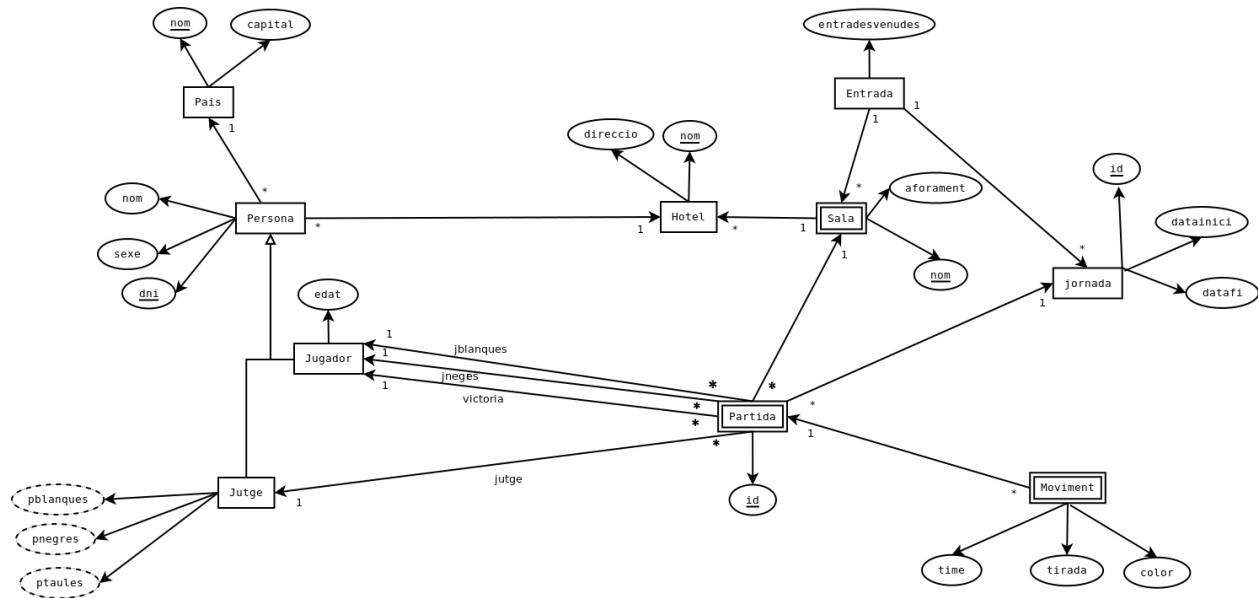 entradesvenudes
nom
capital
Entrada
Pais
1
1
1
direccio
nom
id
*
*
aforament
nom
Persona
Hotel
Sala
datainici
*
1
*
1
*
sexe
1
nom
jornada
datafi
dni
edat
1
1
jblanques
Jugador
1
jnegres
1
victoria
*
*
*
*
*
Partida
*
1
jutge
pblanques
Jutge
1
id
*
Moviment
pnegres
time
tirada
color
ptaules